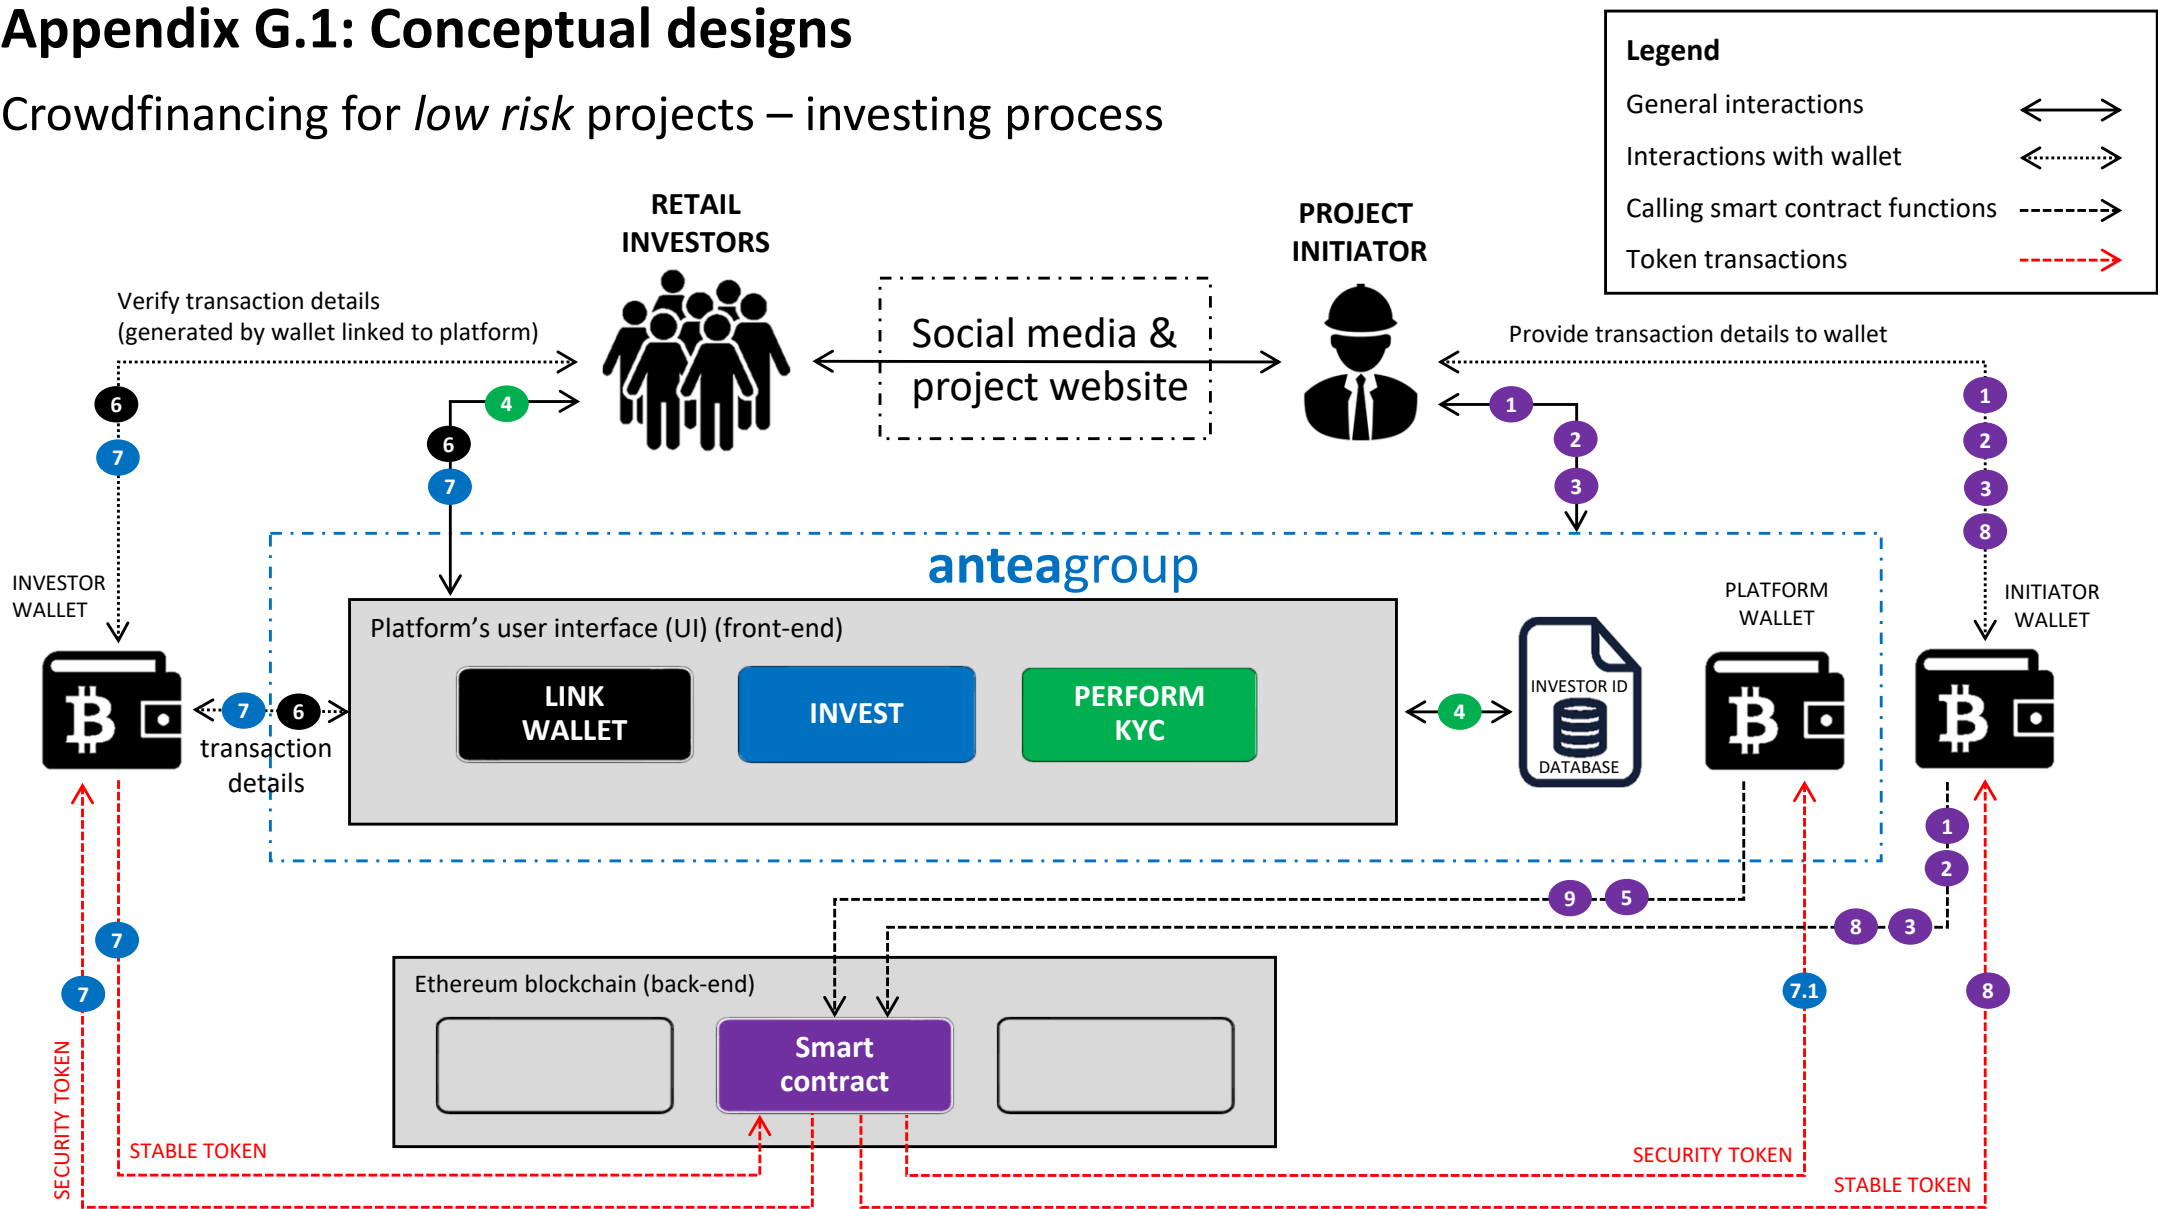 Appendix G.1: Conceptual designs
Crowdfinancing for low risk projects – investing process
Legend
General interactions
Interactions with wallet
Calling smart contract functions
Token transactions
RETAIL
INVESTORS
PROJECT
INITIATOR
Verify transaction details
(generated by wallet linked to platform)
Social media &
project website
Provide transaction details to wallet
6
7
4
6
7
1
2
3
1
2
3
8
anteagroup
INVESTOR
WALLET
PLATFORM
WALLET
INITIATOR
WALLET
Platform's user interface (UI) (front-end)
LINK
WALLET
INVEST
PERFORM
KYC
7
6
transaction
details
4
INVESTOR ID
DATABASE
1
2
9
5
8
3
7
7
7.1
8
Ethereum blockchain (back-end)
Smart
contract
SECURITY TOKEN
STABLE TOKEN
SECURITY TOKEN
STABLE TOKEN